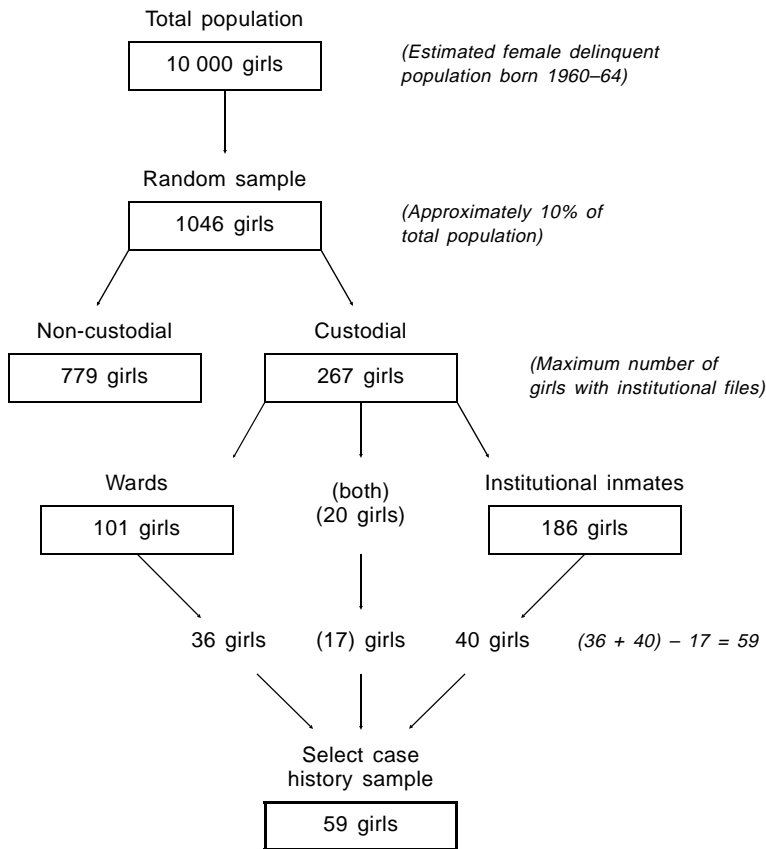 Total population
10 000 girls
(Estimated female delinquent
population born 1960–64)
Random sample
1046 girls
(Approximately 10% of
total population)
Non-custodial
779 girls
Custodial
267 girls
(Maximum number of
girls with institutional files)
Wards
101 girls
(both)
(20 girls)
Institutional inmates
186 girls
36 girls
(17) girls
40 girls
(36 + 40) – 17 = 59
Select case
history sample
59 girls